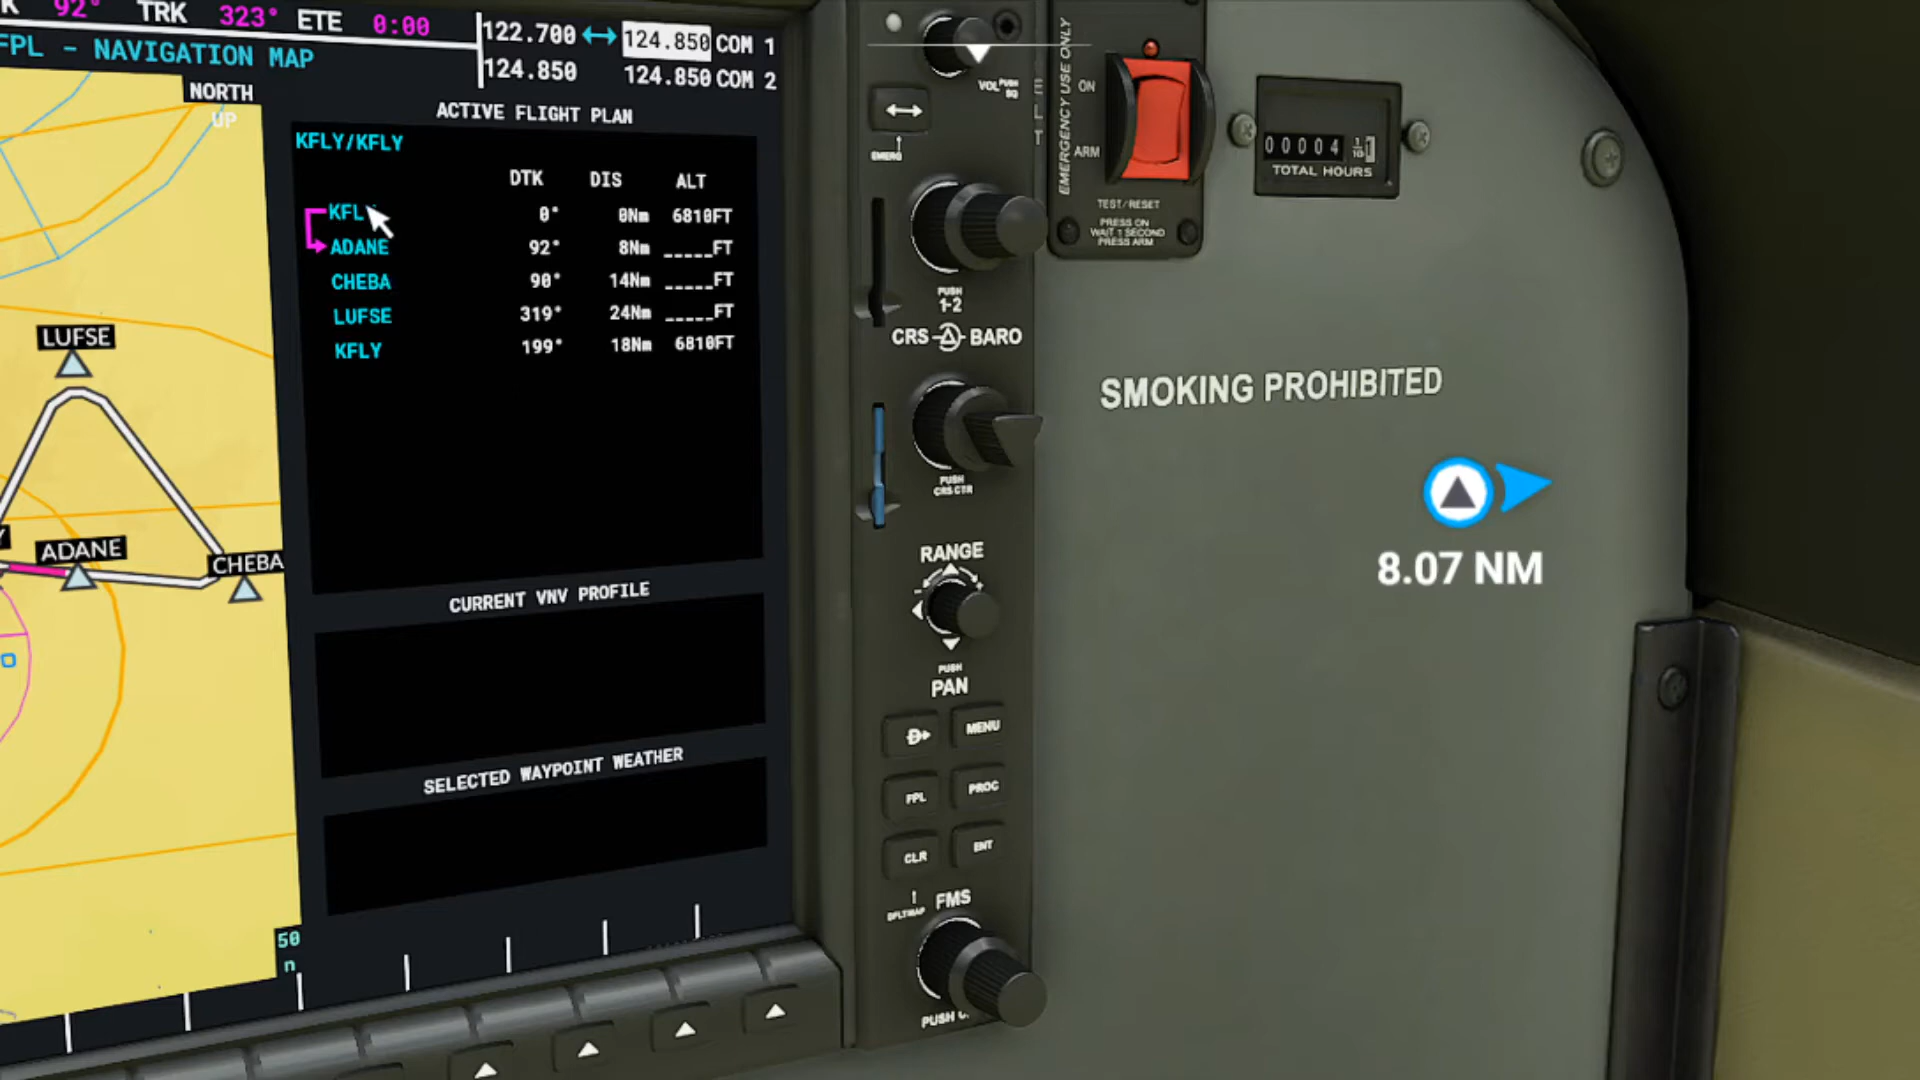 K 92° TRK 323° ETE 0:00
FPL - NAVIGATION MAP
122.700 124.850 COM 1
124.850 124.850 COM 2
NORTH
UP
ACTIVE FLIGHT PLAN
KFLY/KFLY
DTK DIS ALT
KFL 0° 0Nm 6810FT
ADANE 92° 8Nm _____FT
CHEBA 90° 14Nm _____FT
LUFSE 319° 24Nm _____FT
KFLY 199° 18Nm 6810FT
LUFSE
ADANE
CHEBA
CURRENT VNV PROFILE
SELECTED WAYPOINT WEATHER
50
n
VOL PUSH
SQ
EMERG
PUSH
1-2
CRS BARO
PUSH
CRS CTR
RANGE
- +
PUSH
PAN
D MENU
FPL PROC
CLR ENT
DFLT MAP
FMS
PUSH C
ELT
EMERGENCY USE ONLY
ON
ARM
TEST/RESET
PRESS ON
WAIT 1 SECOND
PRESS ARM
00004 1/10 1
TOTAL HOURS
SMOKING PROHIBITED
8.07 NM